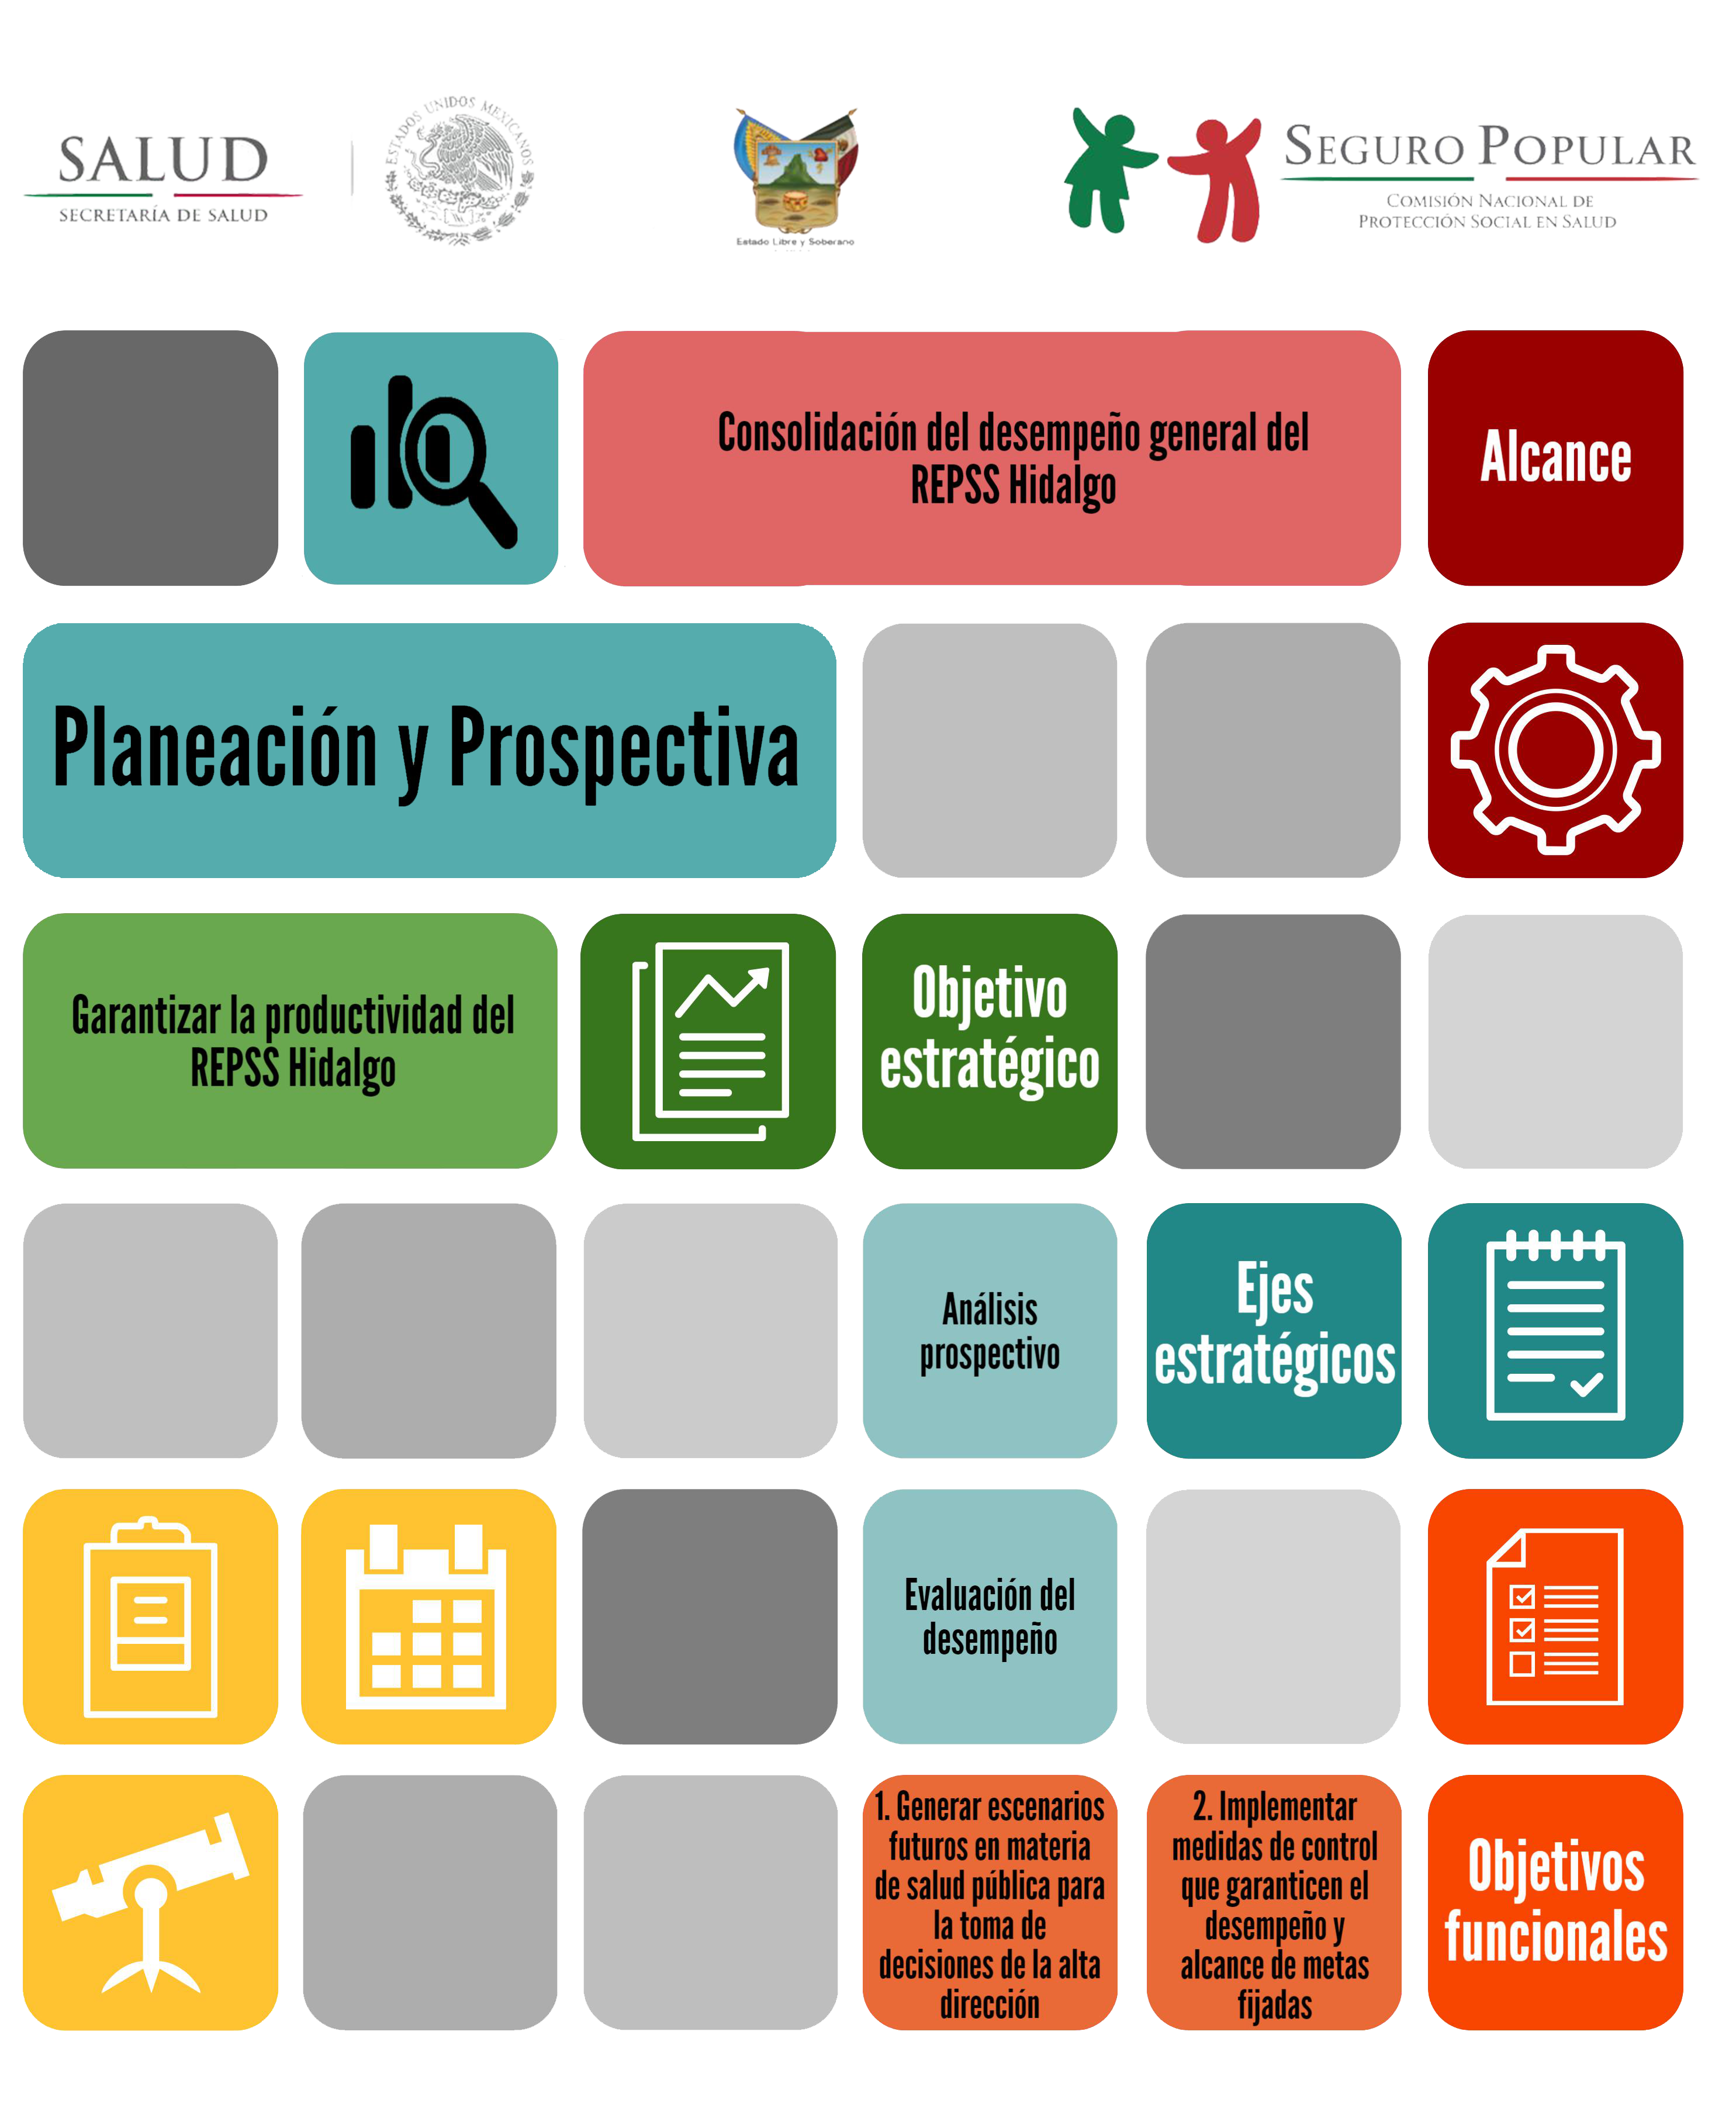 SALUD
SECRETARÍA DE SALUD
ESTADOS UNIDOS MEXICANOS
Estado Libre y Soberano
SEGURO POPULAR
COMISIÓN NACIONAL DE
PROTECCIÓN SOCIAL EN SALUD
Consolidación del desempeño general del
REPSS Hidalgo
Alcance
Planeación y Prospectiva
Garantizar la productividad del
REPSS Hidalgo
Objetivo
estratégico
Análisis
prospectivo
Ejes
estratégicos
Evaluación del
desempeño
1. Generar escenarios
futuros en materia
de salud pública para
la toma de
decisiones de la alta
dirección
2. Implementar
medidas de control
que garanticen el
desempeño y
alcance de metas
fijadas
Objetivos
funcionales